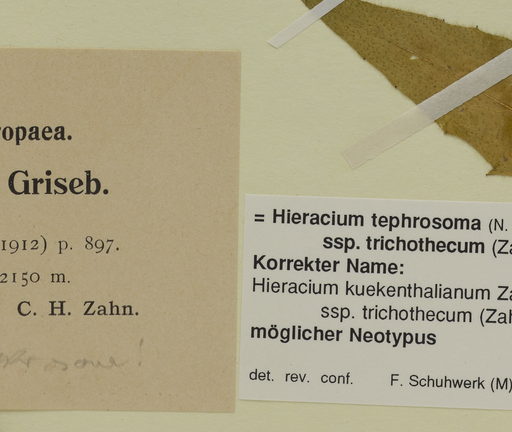 opaea.
Griseb.
1912) p. 897.
2150 m.
C. H. Zahn.
= Hieracium tephrosoma (N.
ssp. trichothecum (Za
Korrekter Name:
Hieracium kuekenthalianum Za
ssp. trichothecum (Zah
möglicher Neotypus
det. rev. conf. F. Schuhwerk (M)